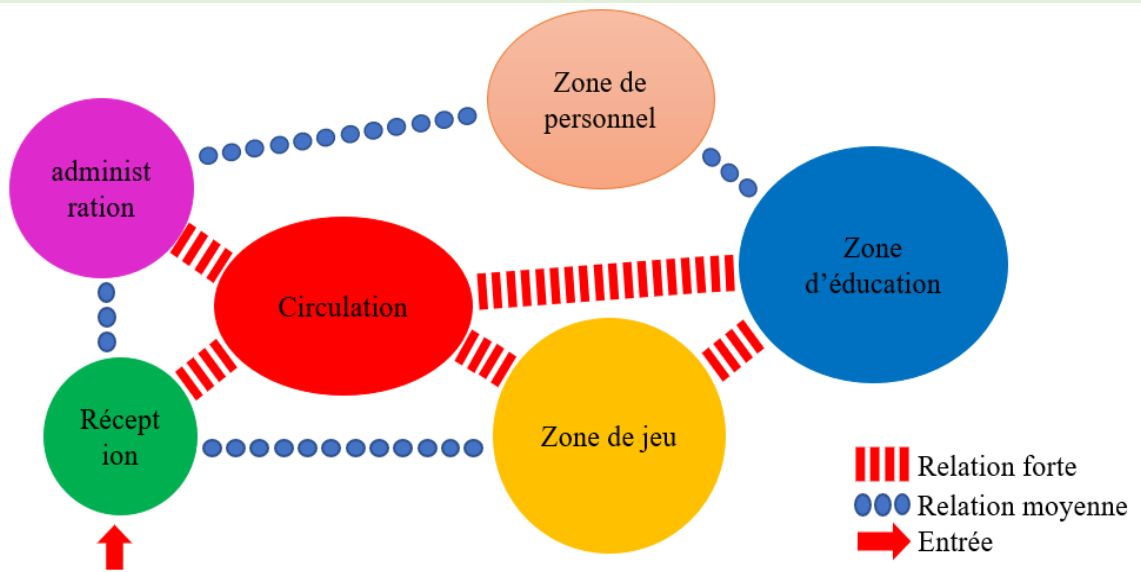 Zone de
personnel
administ
ration
Zone
d’éducation
Circulation
Récept
ion
Zone de jeu
Relation forte
Relation moyenne
Entrée